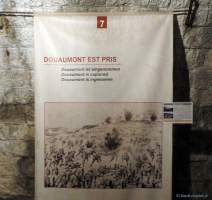 7
DOUAUMONT EST PRIS
Douaumont ist eingenommen
Douaumont is captured
Douaumont is ingenomen